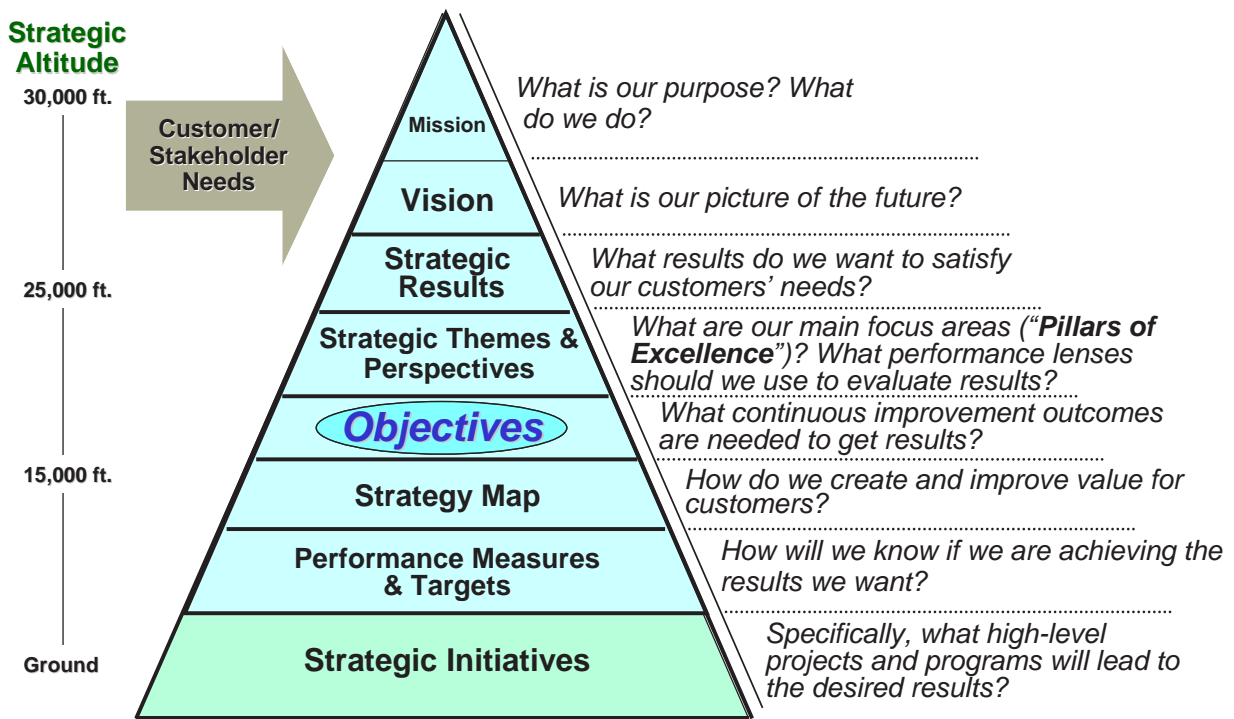 Strategic
Altitude
30,000 ft.
25,000 ft.
15,000 ft.
Ground
Customer/
Stakeholder
Needs
Mission
What is our purpose? What
do we do?
Vision
What is our picture of the future?
Strategic
Results
What results do we want to satisfy
our customers’ needs?
Strategic Themes &
Perspectives
What are our main focus areas (“Pillars of
Excellence”)? What performance lenses
should we use to evaluate results?
Objectives
What continuous improvement outcomes
are needed to get results?
Strategy Map
How do we create and improve value for
customers?
Performance Measures
& Targets
How will we know if we are achieving the
results we want?
Strategic Initiatives
Specifically, what high-level
projects and programs will lead to
the desired results?